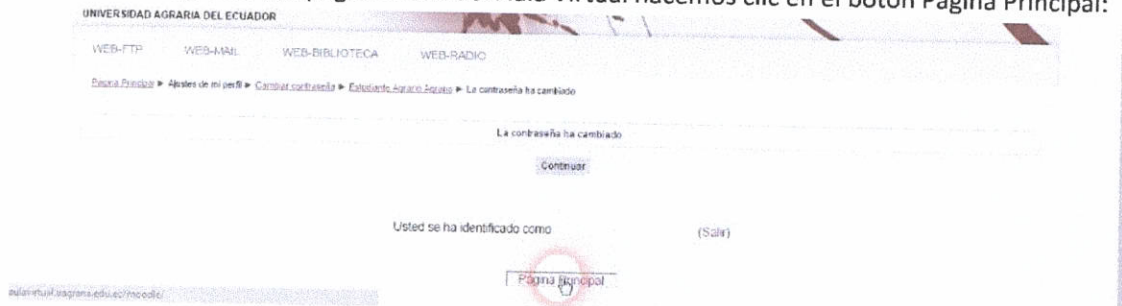 Aula Virtual hacemos clic en el botón Página Principal:
UNIVERSIDAD AGRARIA DEL ECUADOR
WEB-FTP WEB-MAIL WEB-BIBLIOTECA WEB-RADIO
Página Principal ► Ajustes de mi perfil ► Cambiar contraseña ► Estudiante Agrario Agrario ► La contraseña ha cambiado
La contraseña ha cambiado
Continuar
Usted se ha identificado como (Salir)
Página Principal
aulavirtual.uagraria.edu.ec/moodle/